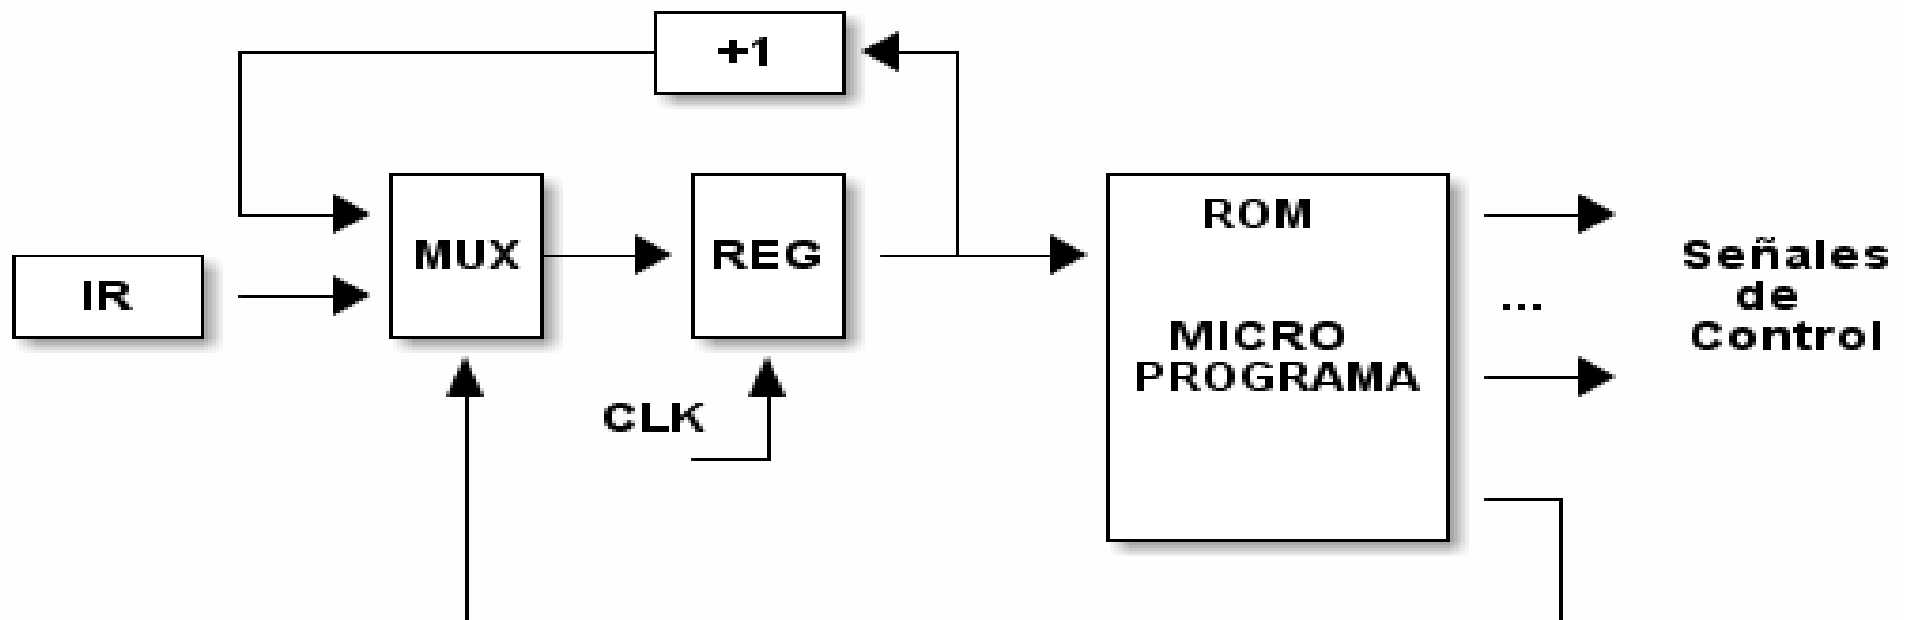 +1
IR
MUX
REG
CLK
ROM
MICRO
PROGRAMA
...
Señales
de
Control